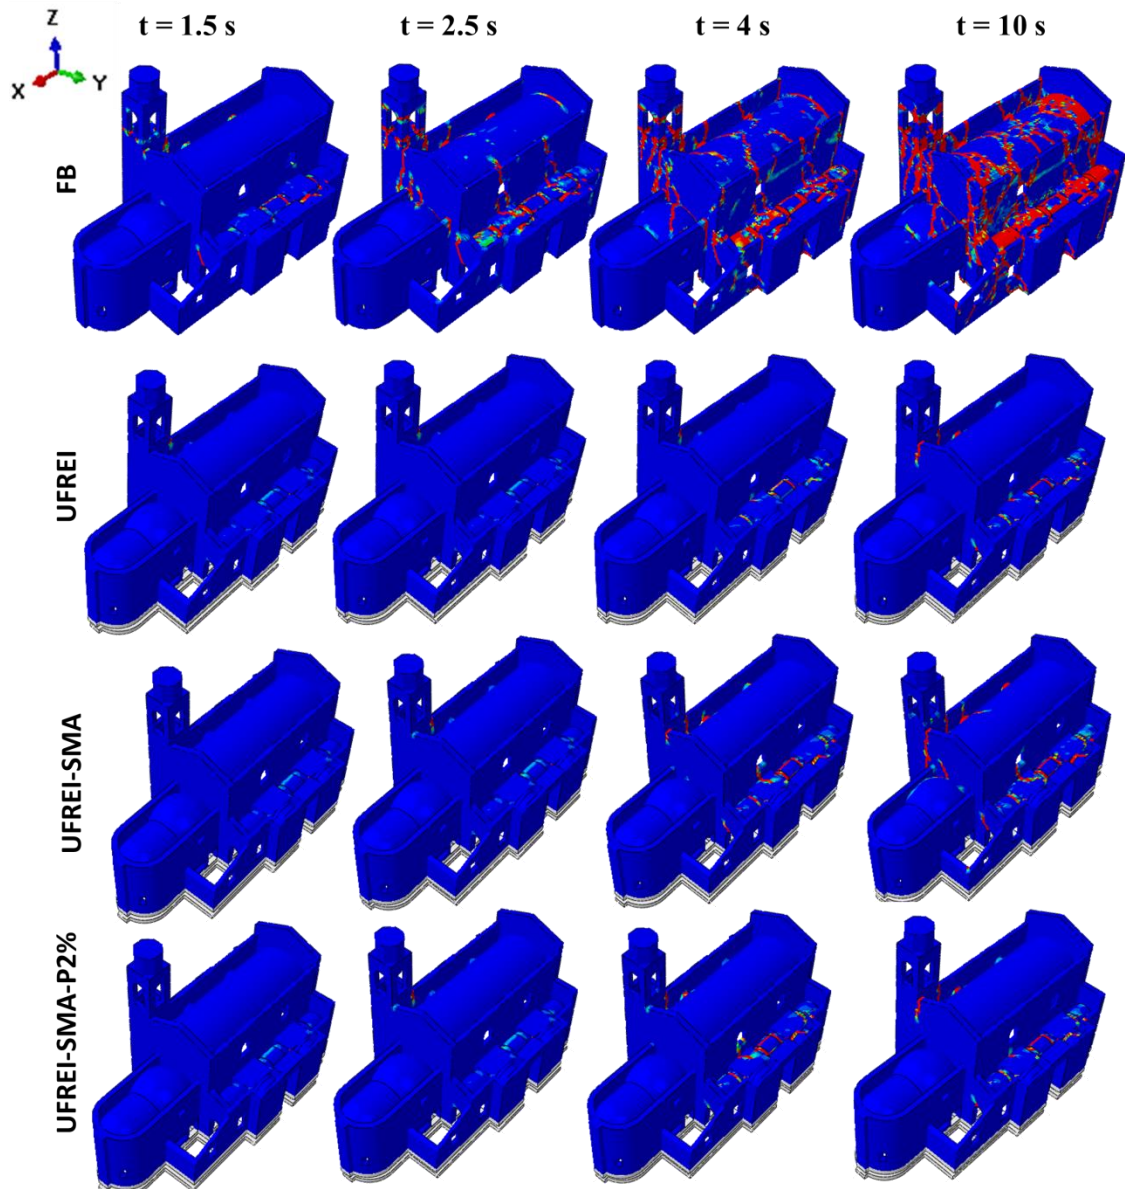 Z
X
Y
t = 1.5 s
t = 2.5 s
t = 4 s
t = 10 s
FB
UFREI
UFREI-SMA
UFREI-SMA-P2%